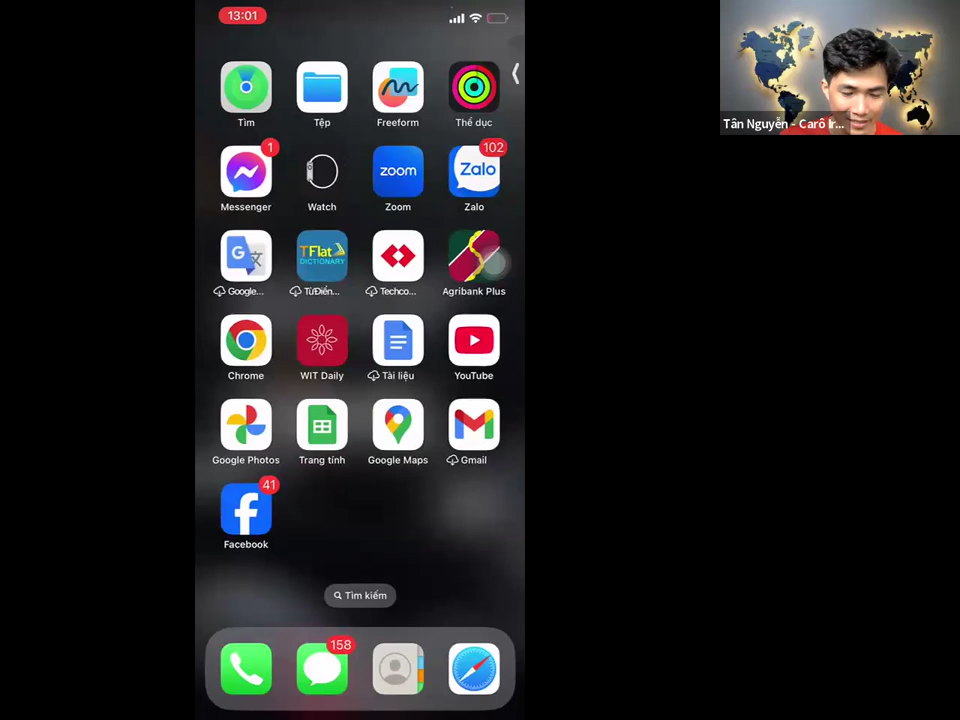 13:01
Tìm
Tệp
Freeform
Thể dục
1
102
zoom
Zalo
Messenger
Watch
Zoom
Zalo
TFlat
DICTIONARY
Google...
TừĐiển...
Techco...
Agribank Plus
Chrome
WIT Daily
Tài liệu
YouTube
Google Photos
Trang tính
Google Maps
Gmail
41
Facebook
Tìm kiếm
158
Tân Nguyễn - Carô Ir...